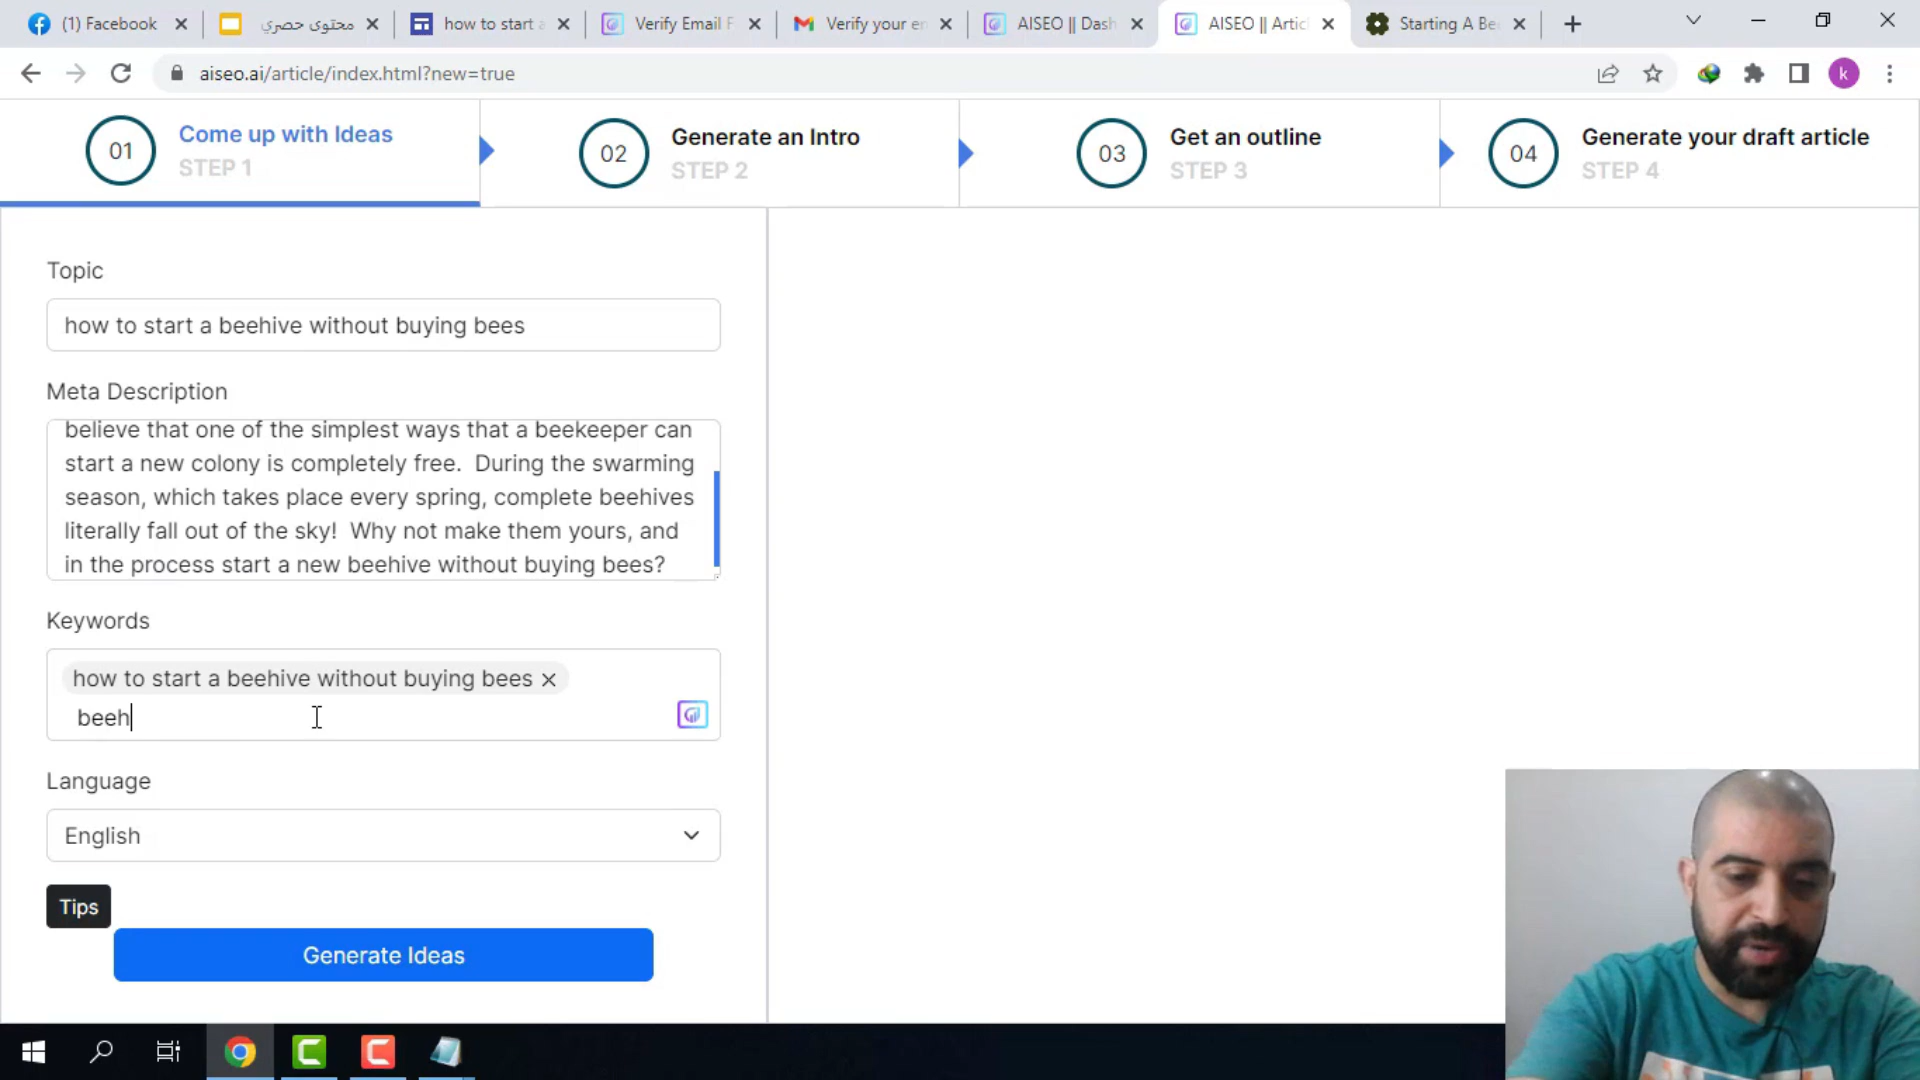 (1) Facebook
محتوى حصري
how to start a
Verify Email F
Verify your em
AISEO || Dash
AISEO || Artic
Starting A Be
aiseo.ai/article/index.html?new=true
k
01
Come up with Ideas
STEP 1
02
Generate an Intro
STEP 2
03
Get an outline
STEP 3
04
Generate your draft article
STEP 4
Topic
how to start a beehive without buying bees
Meta Description
believe that one of the simplest ways that a beekeeper can
start a new colony is completely free. During the swarming
season, which takes place every spring, complete beehives
literally fall out of the sky! Why not make them yours, and
in the process start a new beehive without buying bees?
Keywords
how to start a beehive without buying bees ×
beeh
Language
English
Tips
Generate Ideas